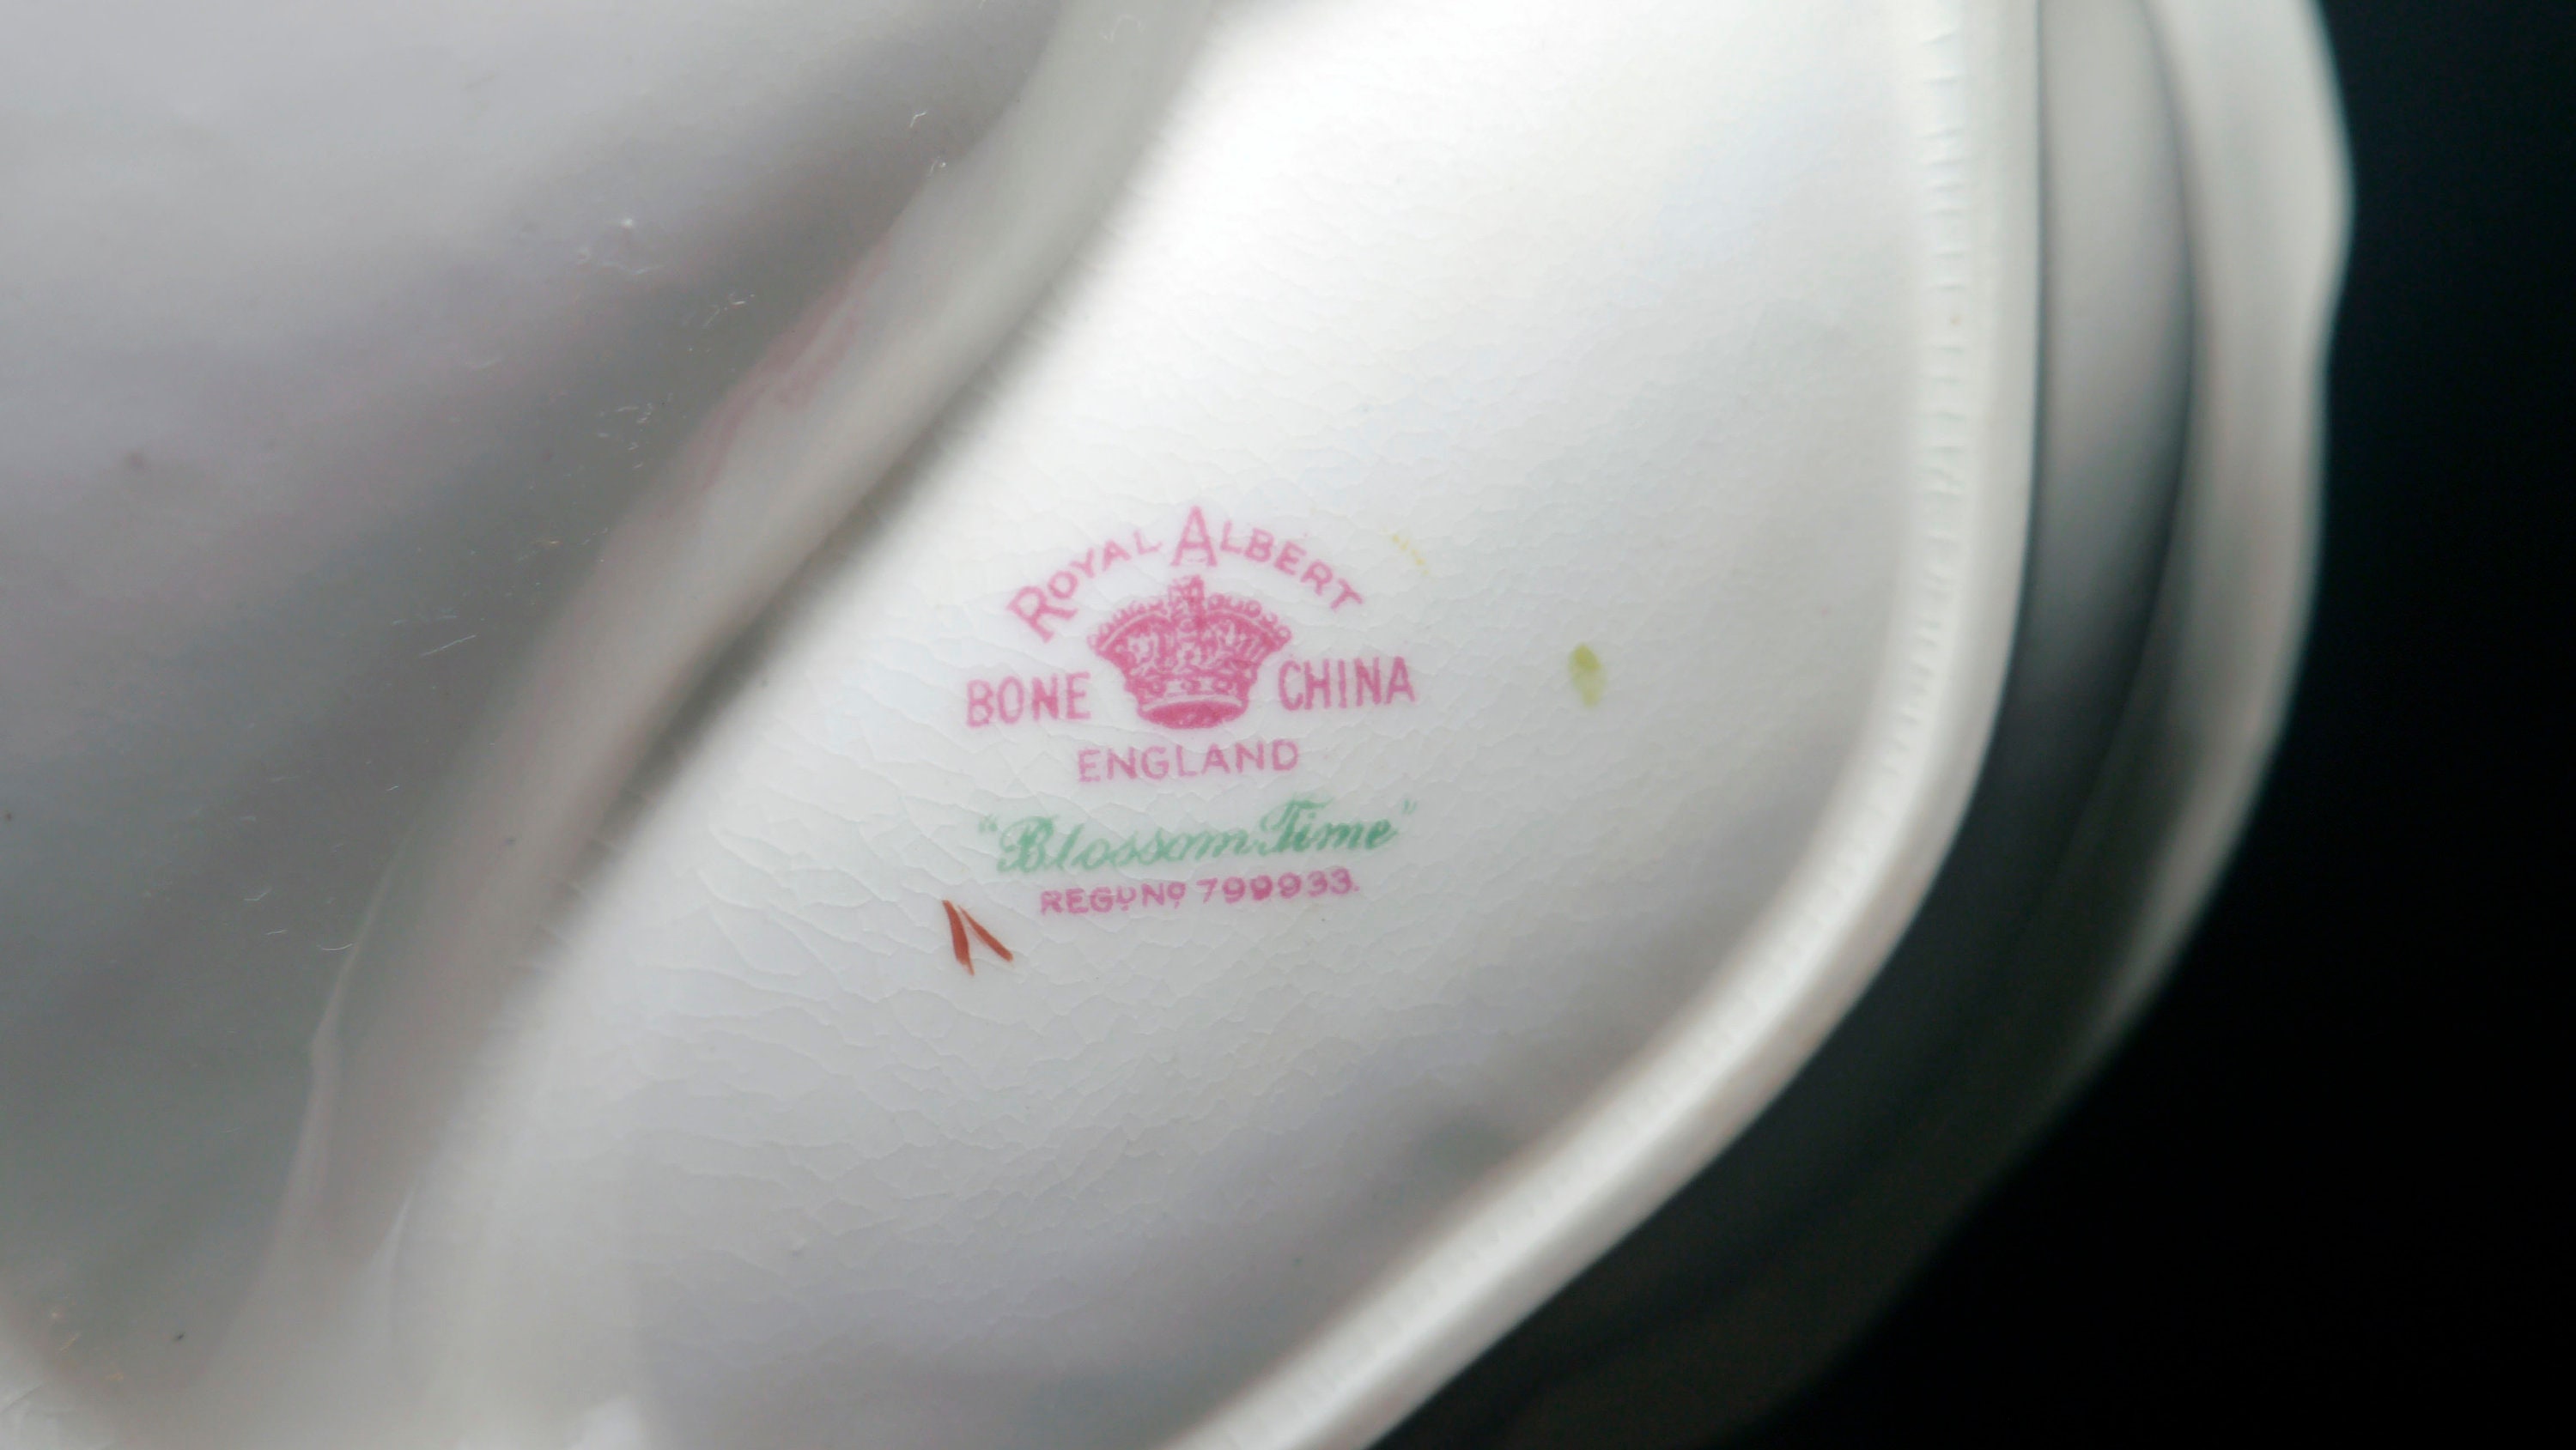 ROYAL ALBERT
BONE CHINA
ENGLAND
"Blossom Time"
REGD NO 799933.